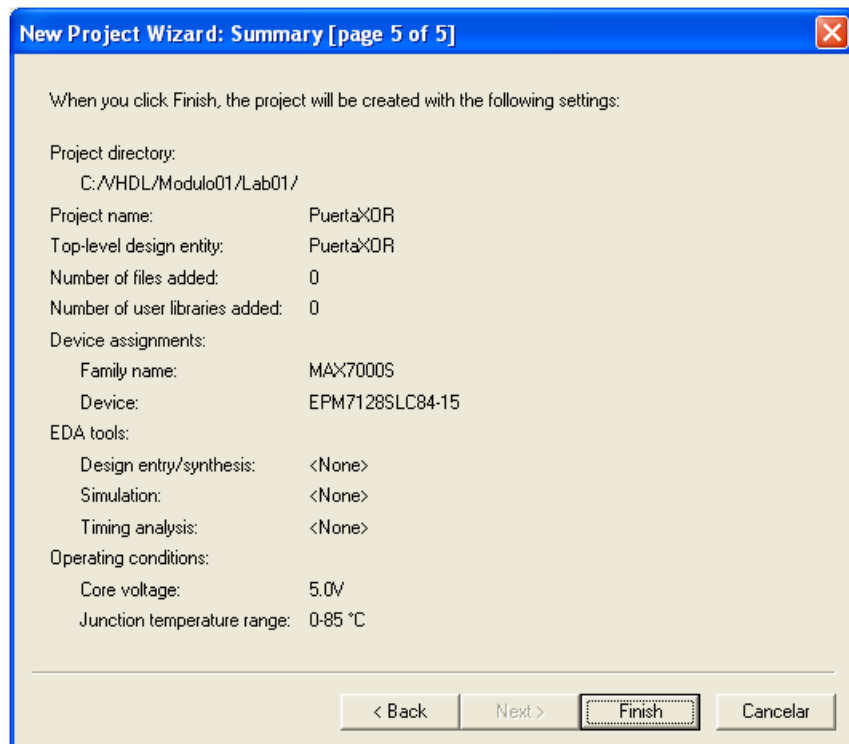 New Project Wizard: Summary [page 5 of 5]
When you click Finish, the project will be created with the following settings:
Project directory:
C:/VHDL/Modulo01/Lab01/
Project name: PuertaXOR
Top-level design entity: PuertaXOR
Number of files added: 0
Number of user libraries added: 0
Device assignments:
Family name: MAX7000S
Device: EPM7128SLC84-15
EDA tools:
Design entry/synthesis: <None>
Simulation: <None>
Timing analysis: <None>
Operating conditions:
Core voltage: 5.0V
Junction temperature range: 0-85 °C
< Back Next > Finish Cancelar